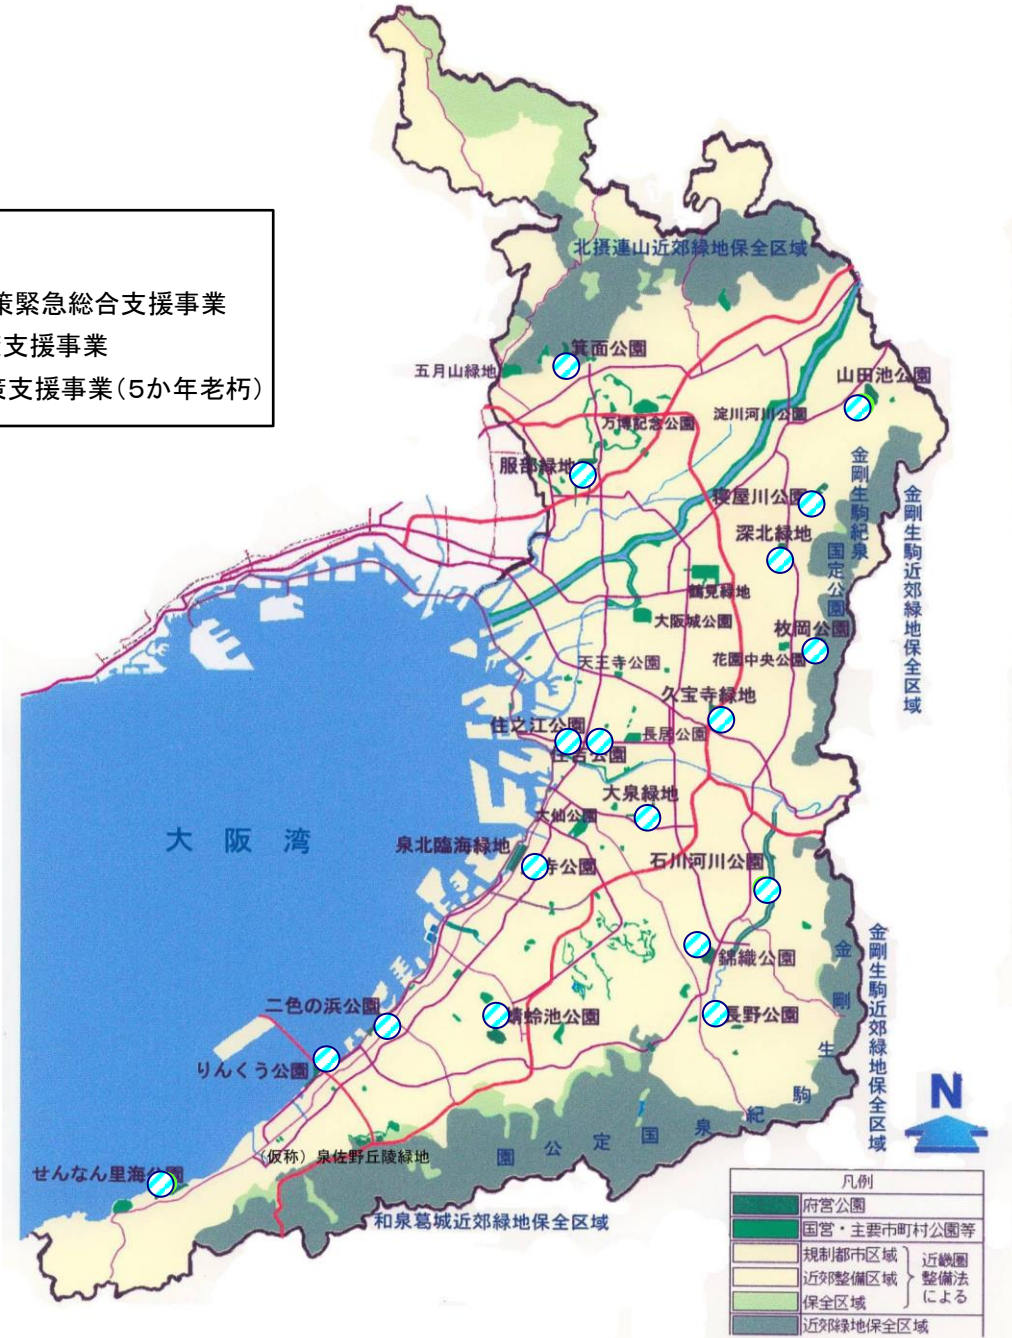 策緊急総合支援事業
支援事業
支援事業(5か年老朽)
北摂連山近郊緑地保全区域
箕面公園
五月山緑地
山田池公園
万博記念公園
淀川河川公園
服部緑地
寝屋川公園
深北緑地
金剛生駒紀泉
国定公園
金剛生駒近郊緑地保全区域
鶴見緑地
大阪城公園
枚岡公園
天王寺公園
花園中央公園
久宝寺緑地
住之江公園
長居公園
住吉公園
大泉緑地
大仙公園
大阪湾
泉北臨海緑地
寺公園
石川河川公園
錦織公園
金剛生駒近郊緑地保全区域
二色の浜公園
蜻蛉池公園
長野公園
りんくう公園
金剛生駒紀泉国定公園
(仮称)泉佐野丘陵緑地
せんなん里海公園
和泉葛城近郊緑地保全区域
N
凡例
府営公園
国営・主要市町村公園等
規制都市区域
近郊整備区域
保全区域
近畿圏
整備法
による
近郊緑地保全区域